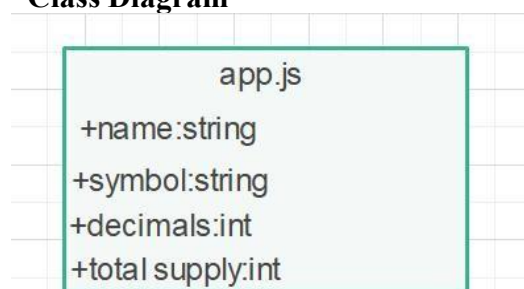 Class Diagram
app.js
+name:string
+symbol:string
+decimals:int
+total supply:int